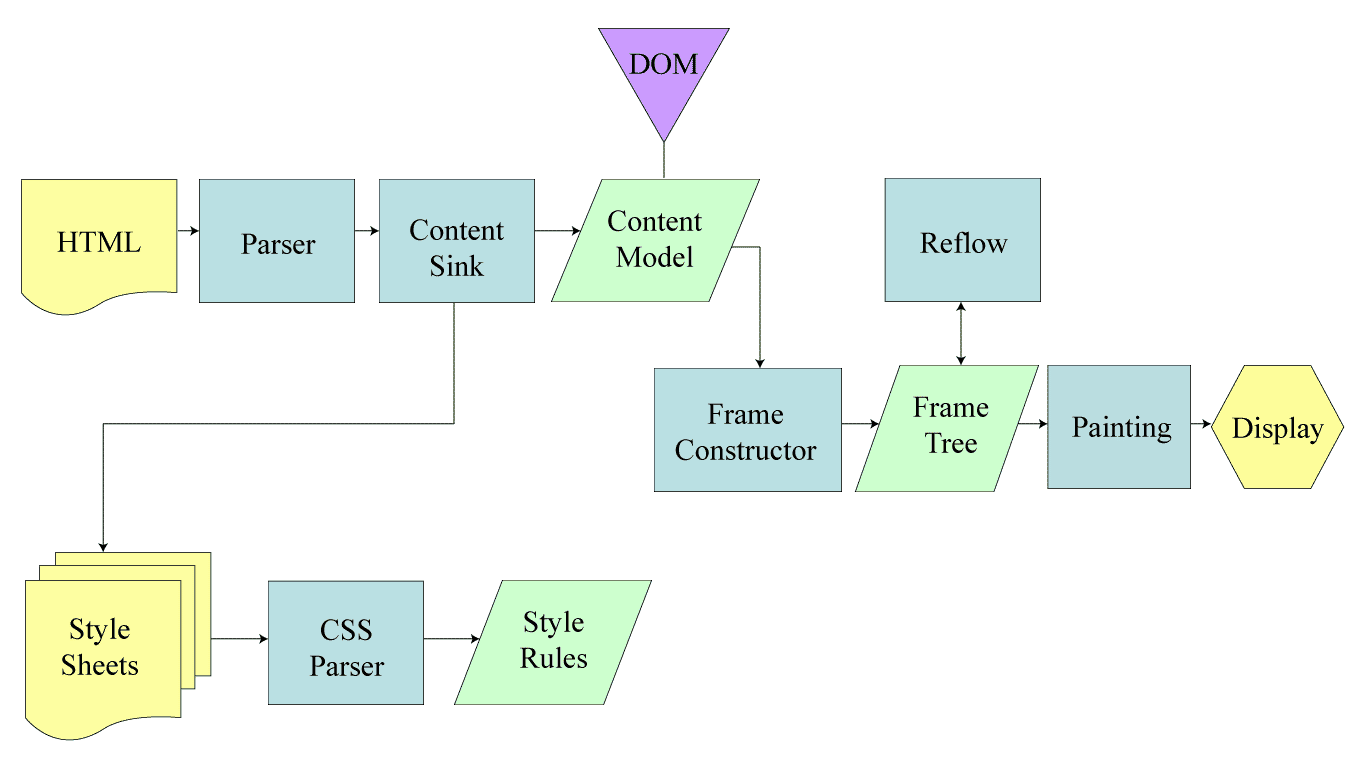 DOM
HTML
Parser
Content
Sink
Content
Model
Reflow
Frame
Constructor
Frame
Tree
Painting
Display
Style
Sheets
CSS
Parser
Style
Rules